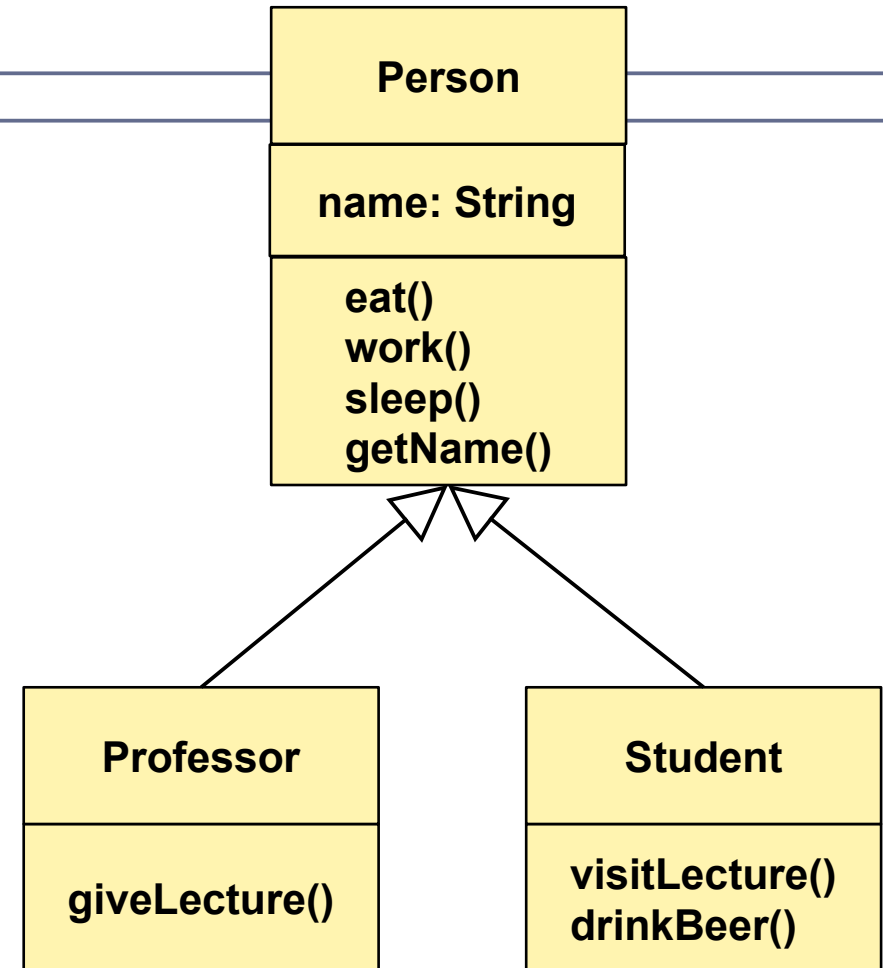 Person
name: String
eat()
work()
sleep()
getName()
Professor
giveLecture()
Student
visitLecture()
drinkBeer()